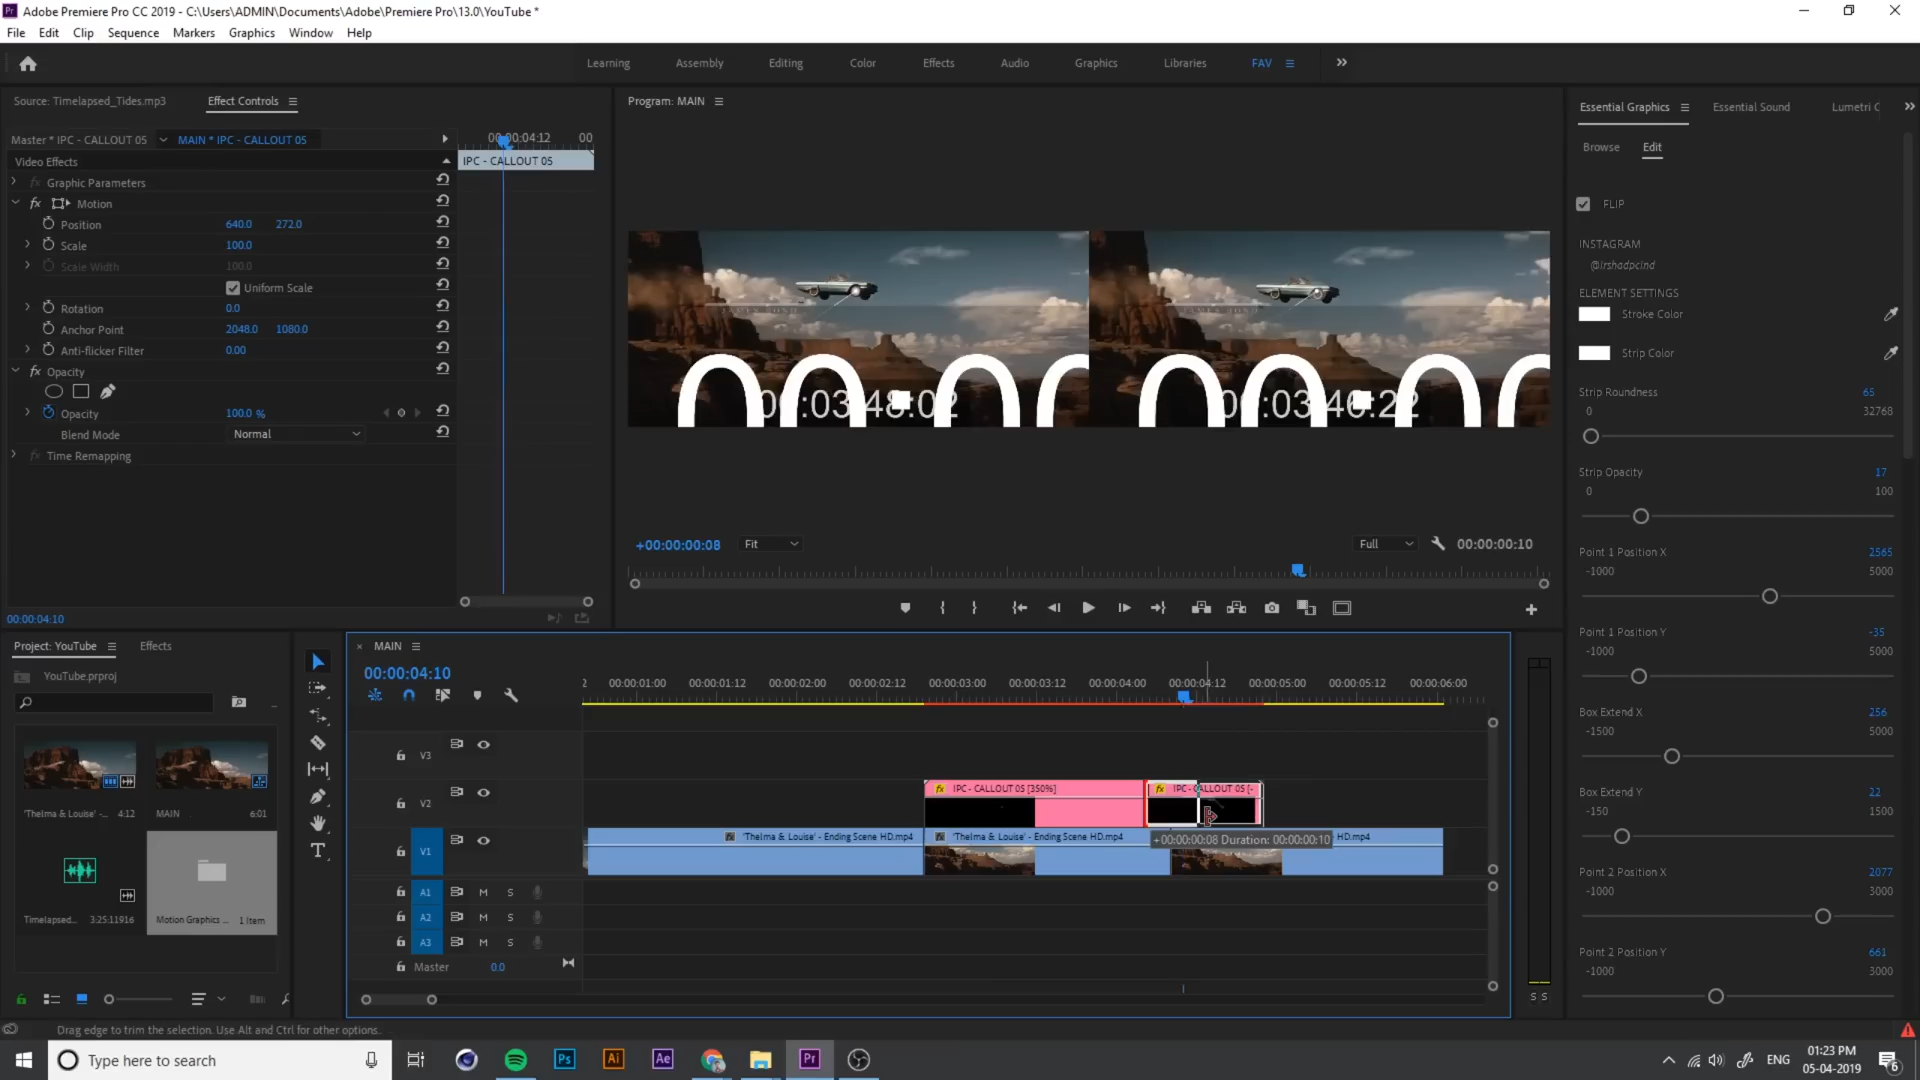 Adobe Premiere Pro CC 2019 - C:\Users\ADMIN\Documents\Adobe\Premiere Pro\13.0\YouTube *
File Edit Clip Sequence Markers Graphics Window Help
Learning Assembly Editing Color Effects Audio Graphics Libraries FAV
Source: Timelapsed_Tides.mp3 Effect Controls
Program: MAIN
Essential Graphics Essential Sound Lumetri C
Master * IPC - CALLOUT 05 MAIN * IPC - CALLOUT 05
00:00:04:12 00
Video Effects
IPC - CALLOUT 05
Browse Edit
Graphic Parameters
Motion
Position 640.0 272.0
Scale 100.0
Scale Width 100.0
Uniform Scale
Rotation 0.0
Anchor Point 2048.0 1080.0
Anti-flicker Filter 0.00
Opacity
Opacity 100.0 %
Blend Mode Normal
Time Remapping
00:00:04:10
00:03:48:02
00:03:46:22
+00:00:00:08 Fit Full 00:00:00:10
FLIP
INSTAGRAM
@irshadpcind
ELEMENT SETTINGS
Stroke Color
Strip Color
Strip Roundness 65
0 32768
Strip Opacity 17
0 100
Point 1 Position X 2565
-1000 5000
Point 1 Position Y -35
-1000 5000
Box Extend X 256
-1500 5000
Box Extend Y 22
-150 1500
Point 2 Position X 2077
-1000 3000
Point 2 Position Y 661
-1000 3000
Project: YouTube Effects
YouTube.prproj
'Thelma & Louise' -... 4:12
MAIN 6:01
Timelapsed... 3:25:11916
Motion Graphics ... 1 Item
MAIN
00:00:04:10
2 00:00:01:00 00:00:01:12 00:00:02:00 00:00:02:12 00:00:03:00 00:00:03:12 00:00:04:00 00:00:04:12 00:00:05:00 00:00:05:12 00:00:06:00
V3
V2
IPC - CALLOUT 05 [350%]
IPC - CALLOUT 05 [-
V1
'Thelma & Louise' - Ending Scene HD.mp4
'Thelma & Louise' - Ending Scene HD.mp4
HD.mp4
+00:00:00:08 Duration: 00:00:00:10
A1 M S
A2 M S
A3 M S
Master 0.0
S S
Drag edge to trim the selection. Use Alt and Ctrl for other options.
Type here to search
Ps Ai Ae Pr
ENG
01:23 PM
05-04-2019
6